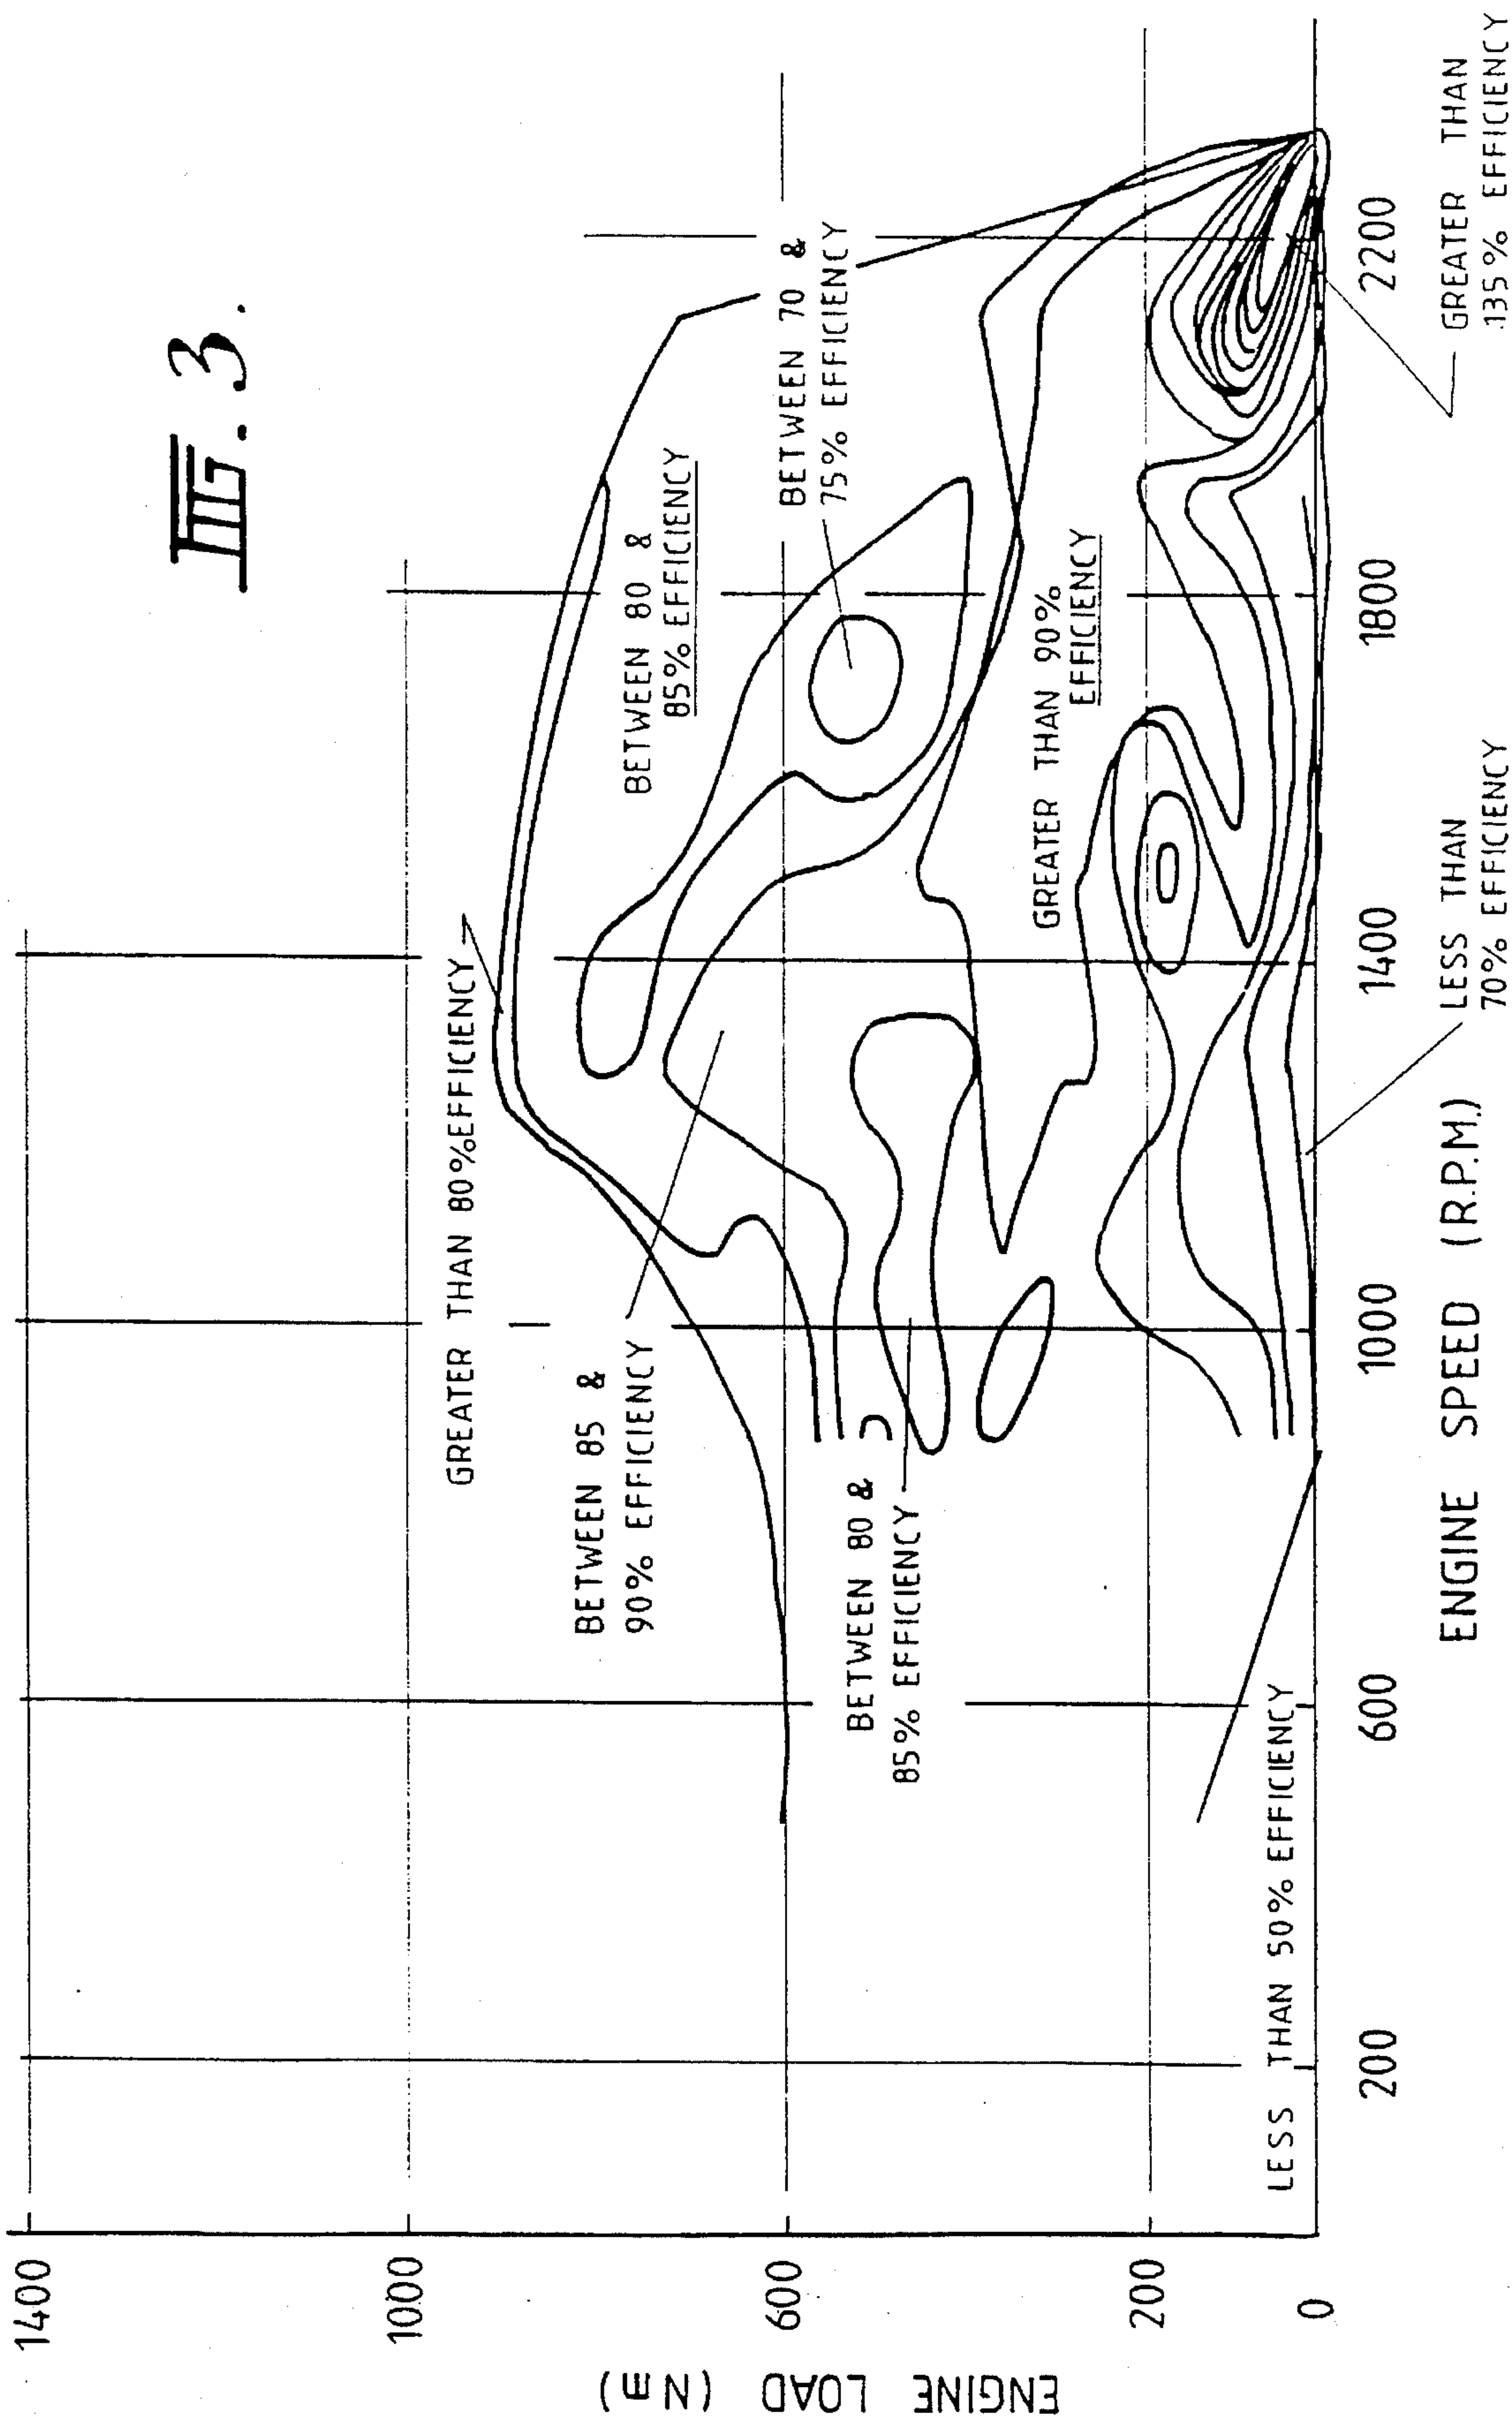 FIG. 3.
1400
1000
600
200
0
ENGINE LOAD (Nm)
GREATER THAN 80%EFFICIENCY
BETWEEN 85 &
90% EFFICIENCY
BETWEEN 80 &
85% EFFICIENCY
BETWEEN 80 &
85% EFFICIENCY
BETWEEN 70 &
75% EFFICIENCY
GREATER THAN 90%
EFFICIENCY
LESS THAN 50% EFFICIENCY
200
600
1000
1400
1800
2200
LESS THAN
70% EFFICIENCY
GREATER THAN
135% EFFICIENCY
ENGINE SPEED (R.P.M.)